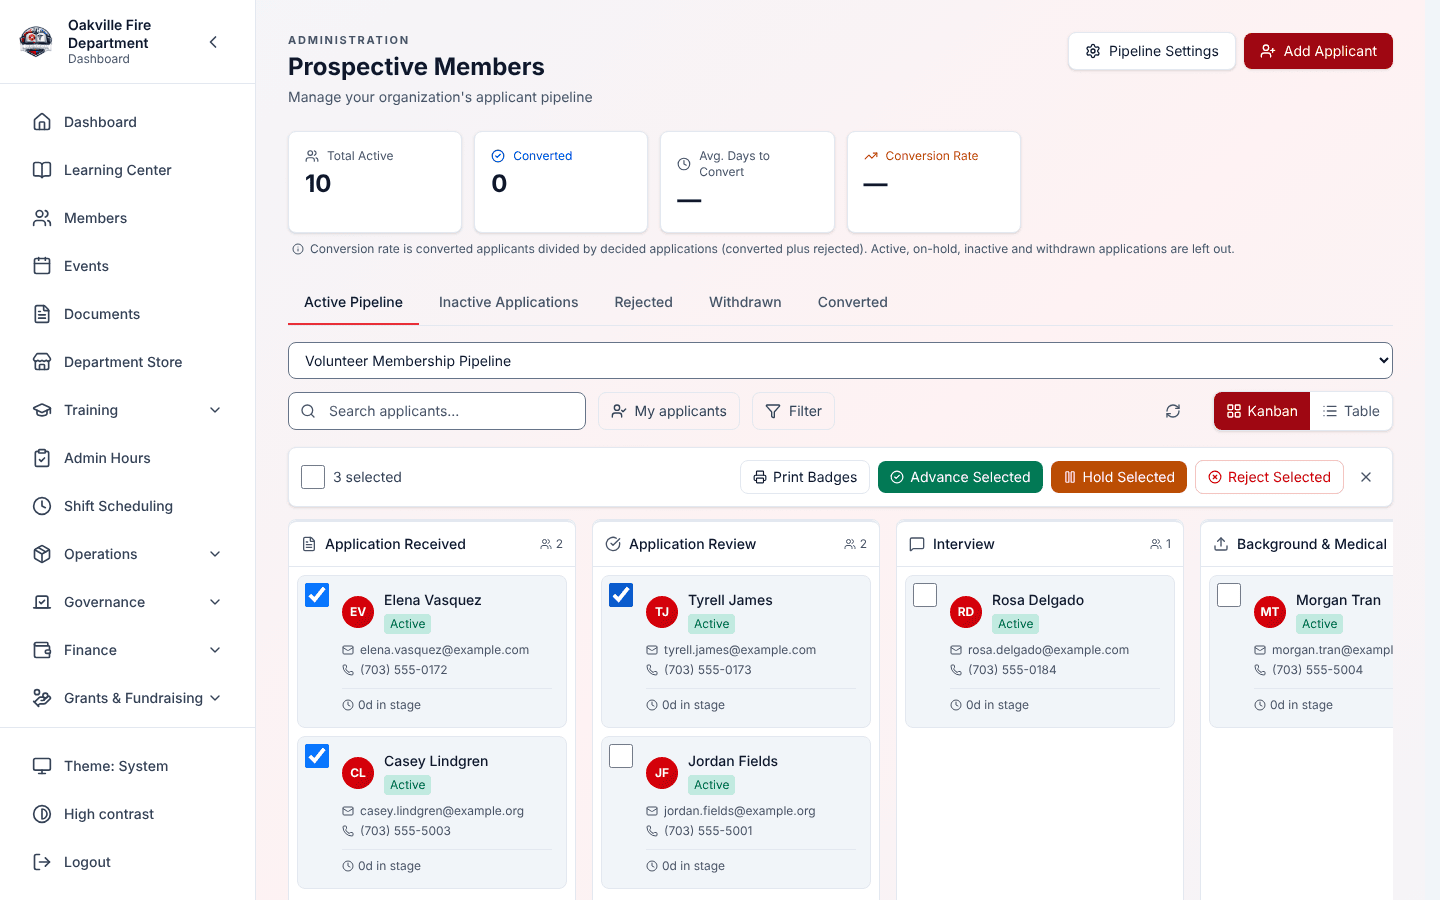 Oakville Fire
Department
Dashboard
Dashboard
Learning Center
Members
Events
Documents
Department Store
Training
Admin Hours
Shift Scheduling
Operations
Governance
Finance
Grants & Fundraising
Theme: System
High contrast
Logout
ADMINISTRATION
Prospective Members
Manage your organization's applicant pipeline
Pipeline Settings
Add Applicant
Total Active
10
Converted
0
Avg. Days to
Convert
—
Conversion Rate
—
Conversion rate is converted applicants divided by decided applications (converted plus rejected). Active, on-hold, inactive and withdrawn applications are left out.
Active Pipeline
Inactive Applications
Rejected
Withdrawn
Converted
Volunteer Membership Pipeline
Search applicants...
My applicants
Filter
Kanban
Table
3 selected
Print Badges
Advance Selected
Hold Selected
Reject Selected
Application Received
2
EV
Elena Vasquez
Active
elena.vasquez@example.com
(703) 555-0172
0d in stage
CL
Casey Lindgren
Active
casey.lindgren@example.org
(703) 555-5003
0d in stage
Application Review
2
TJ
Tyrell James
Active
tyrell.james@example.com
(703) 555-0173
0d in stage
JF
Jordan Fields
Active
jordan.fields@example.org
(703) 555-5001
0d in stage
Interview
1
RD
Rosa Delgado
Active
rosa.delgado@example.com
(703) 555-0184
0d in stage
Background & Medical
MT
Morgan Tran
Active
morgan.tran@exampl
(703) 555-5004
0d in stage